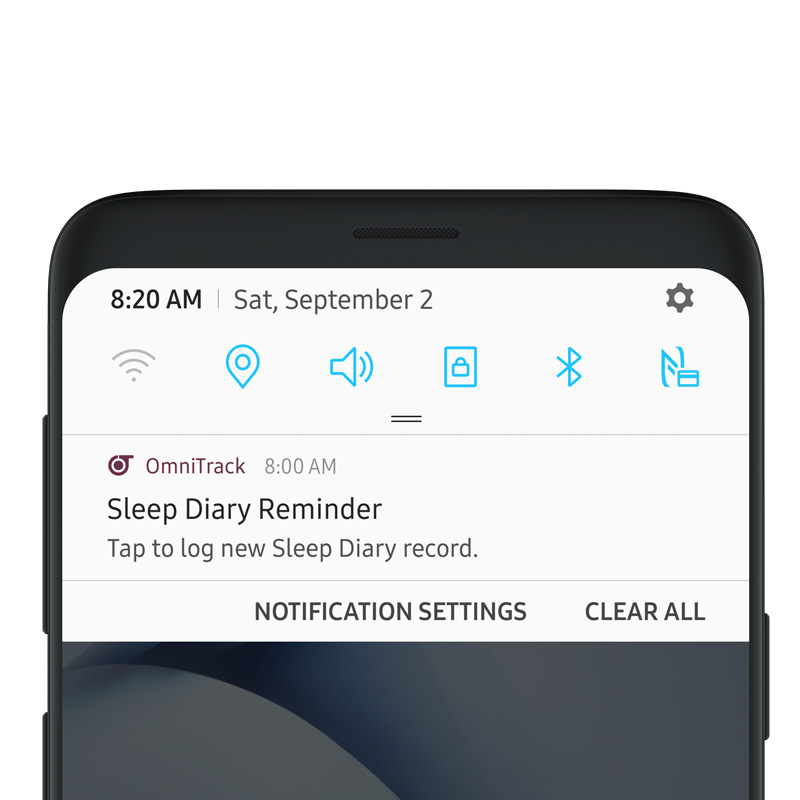 8:20 AM | Sat, September 2
OmniTrack 8:00 AM
Sleep Diary Reminder
Tap to log new Sleep Diary record.
NOTIFICATION SETTINGS CLEAR ALL